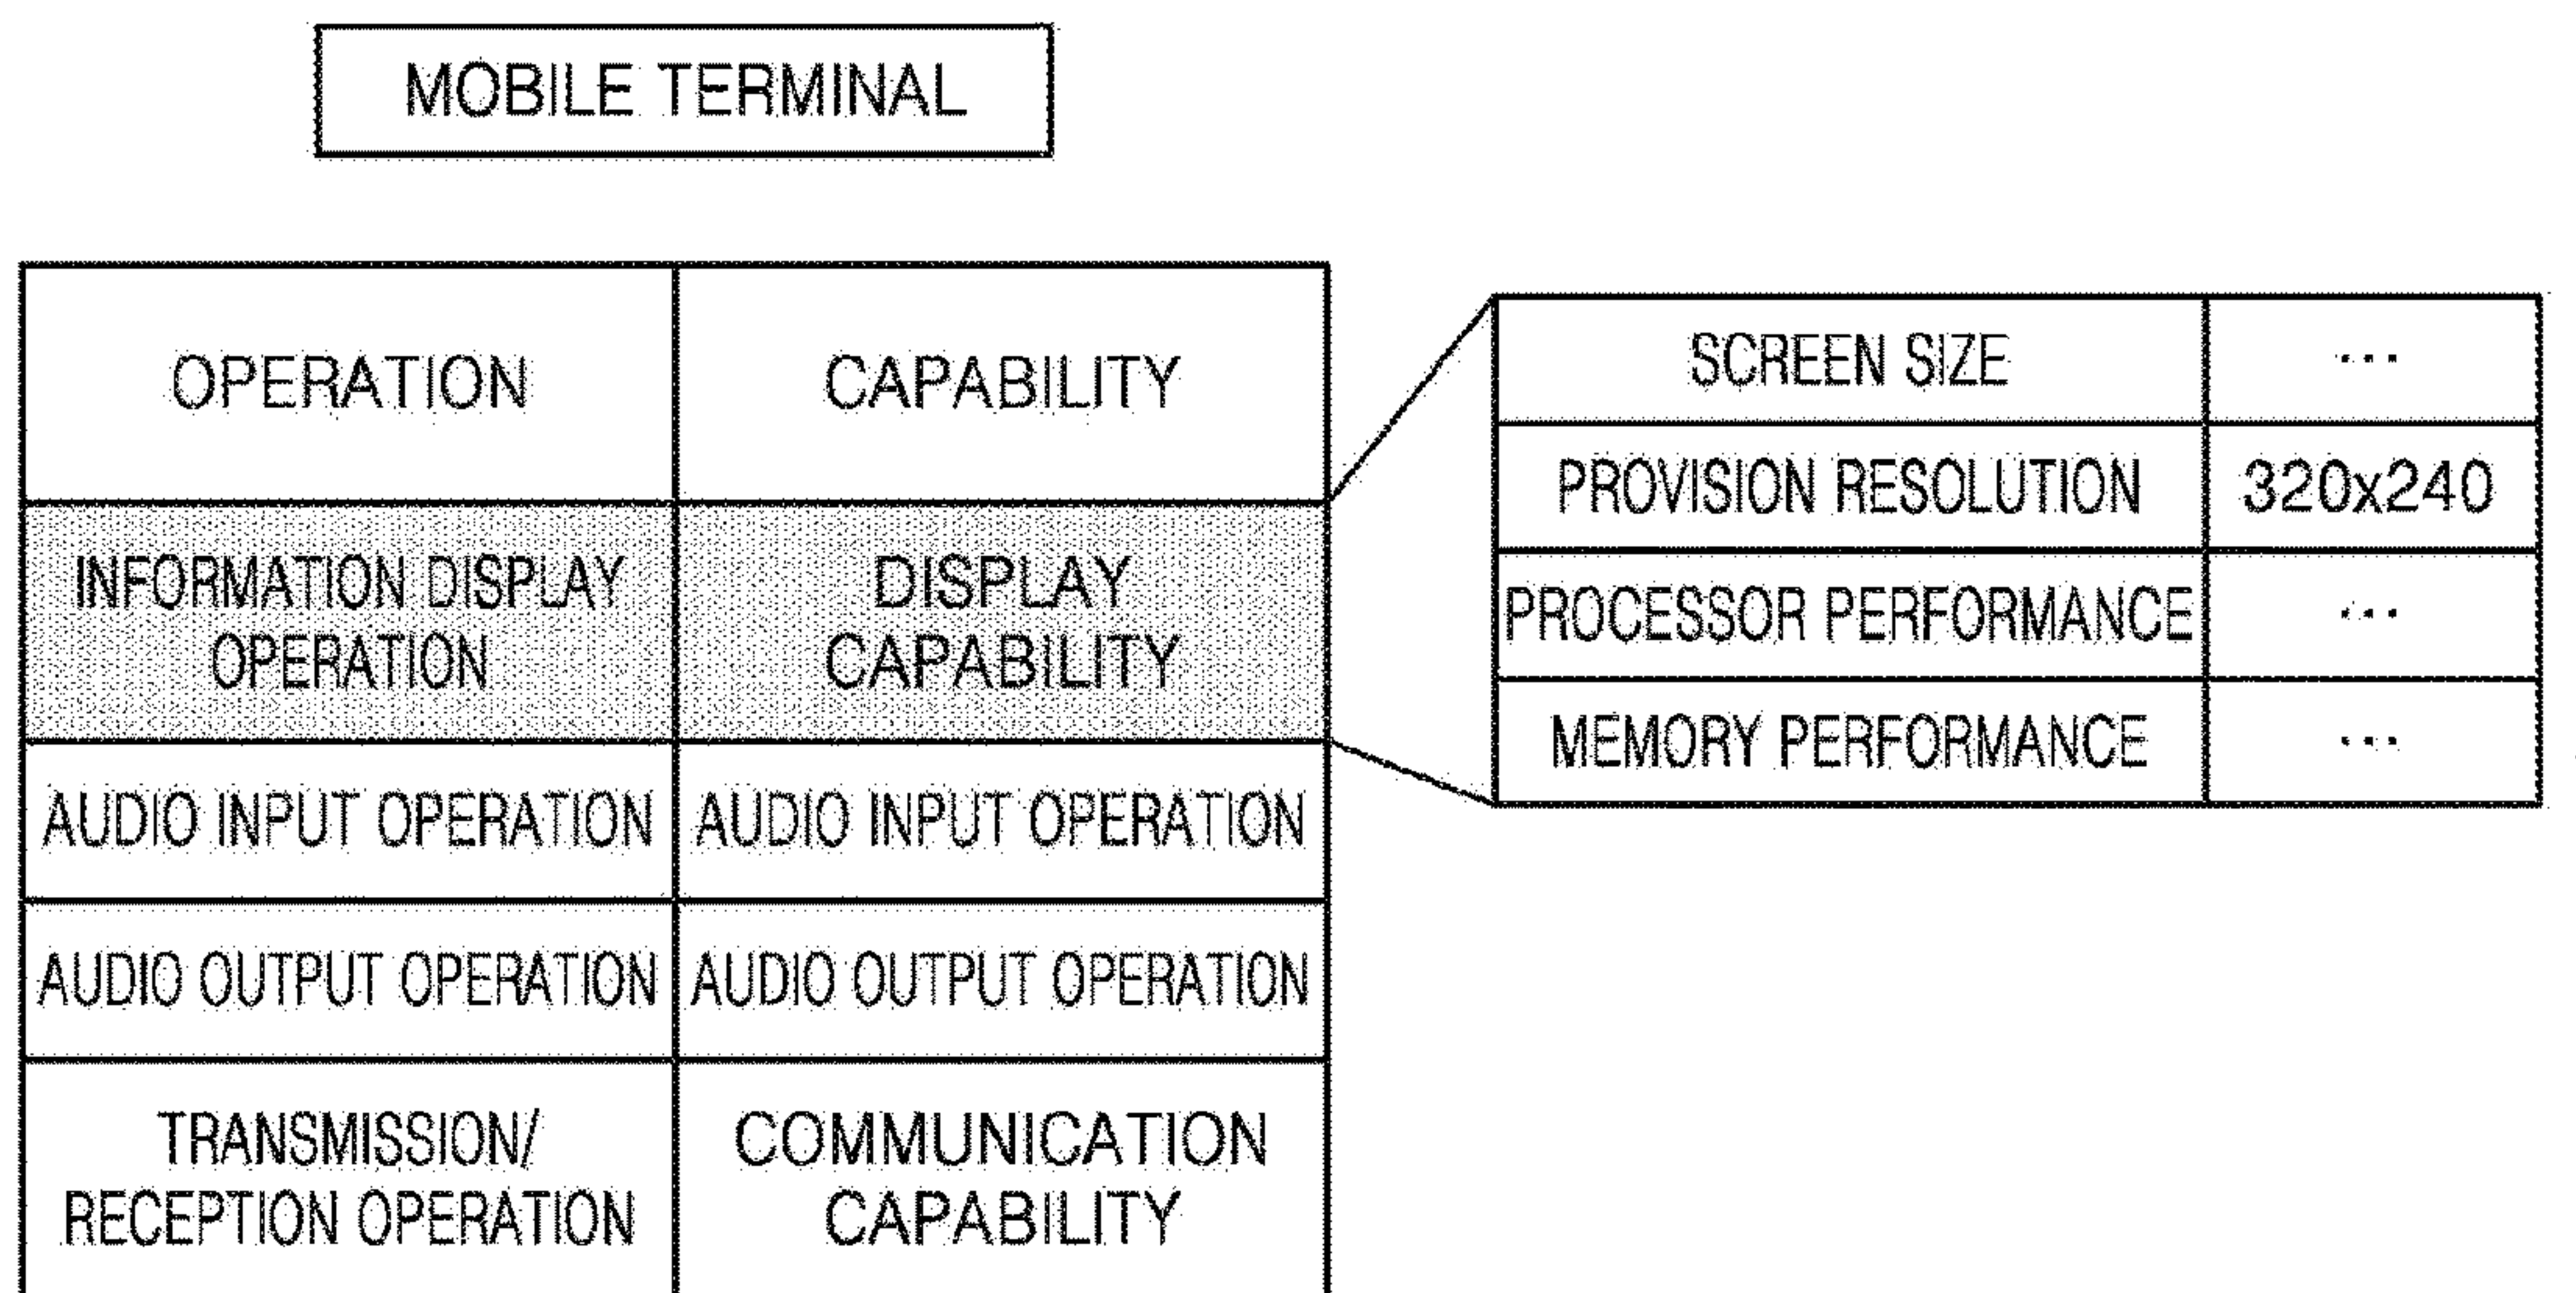 MOBILE TERMINAL
OPERATION
CAPABILITY
INFORMATION DISPLAY
OPERATION
DISPLAY
CAPABILITY
AUDIO INPUT OPERATION
AUDIO INPUT OPERATION
AUDIO OUTPUT OPERATION
AUDIO OUTPUT OPERATION
TRANSMISSION/
RECEPTION OPERATION
COMMUNICATION
CAPABILITY
SCREEN SIZE
...
PROVISION RESOLUTION
320x240
PROCESSOR PERFORMANCE
...
MEMORY PERFORMANCE
...